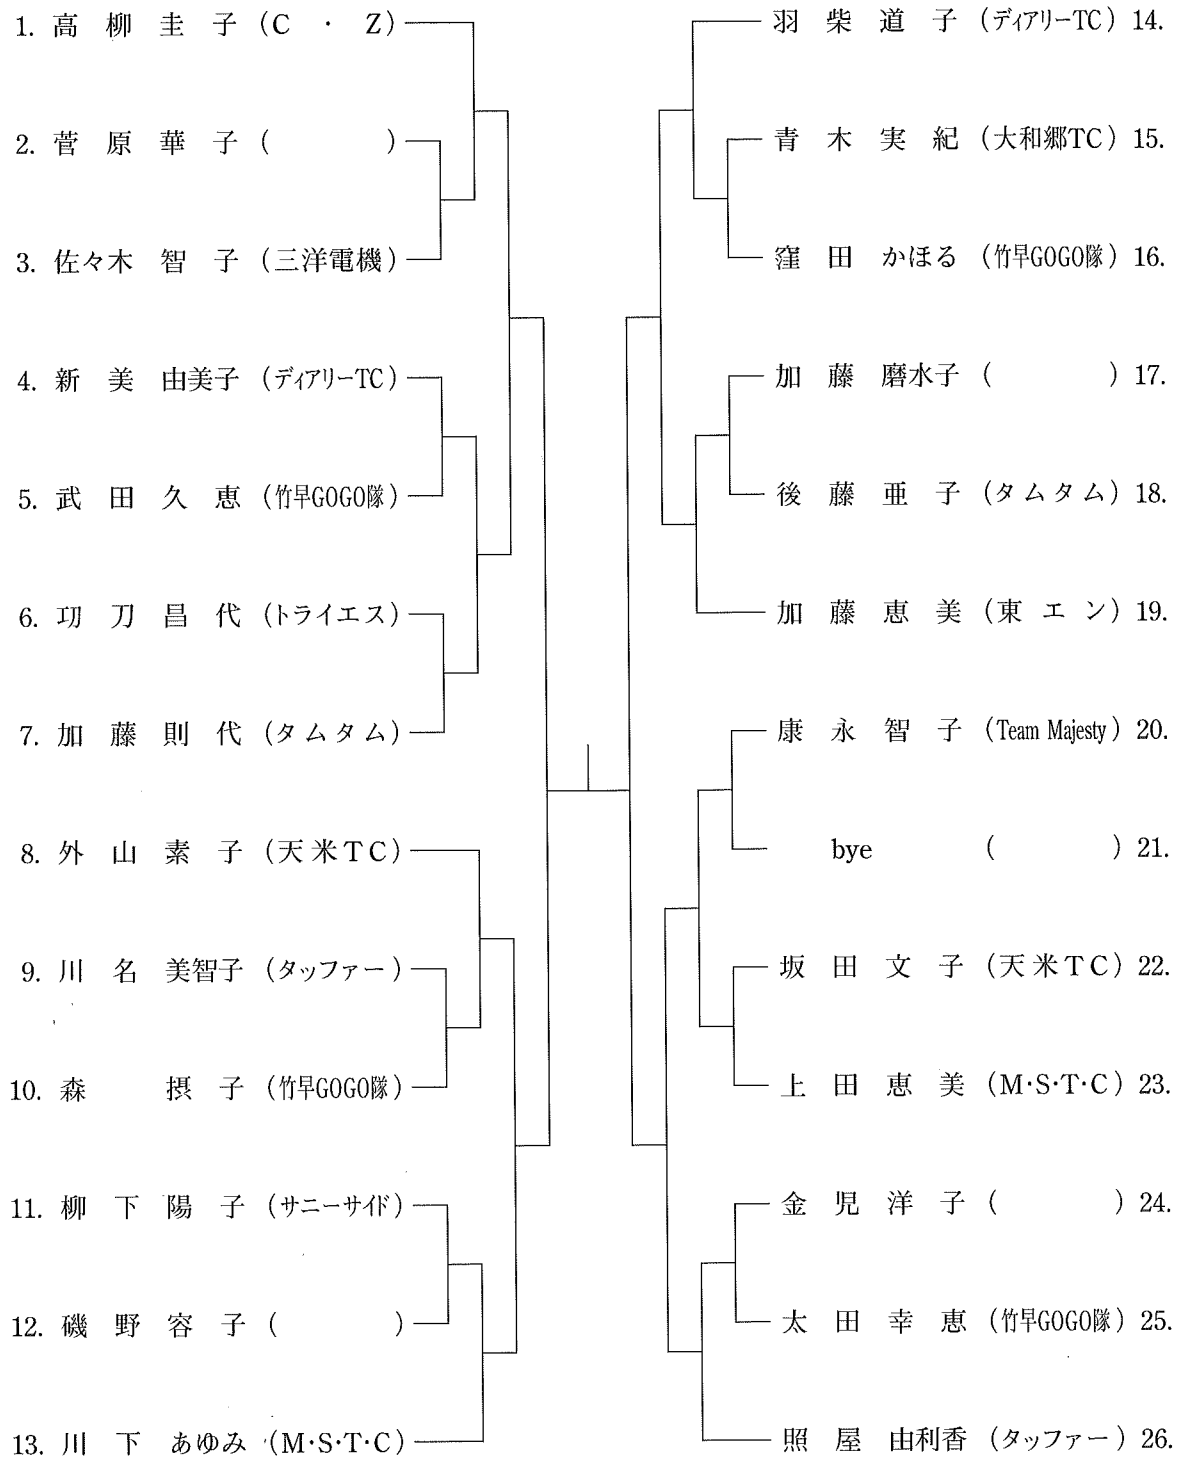 1. 高柳圭子 (C・Z)
2. 菅原華子 ( )
3. 佐々木智子 (三洋電機)
4. 新美由美子 (ディアリーTC)
5. 武田久恵 (竹早GOGO隊)
6. 功刀昌代 (トライエス)
7. 加藤則代 (タムタム)
8. 外山素子 (天米TC)
9. 川名美智子 (タッファー)
10. 森摂子 (竹早GOGO隊)
11. 柳下陽子 (サニーサイド)
12. 磯野容子 ( )
13. 川下あゆみ (M・S・T・C)
羽柴道子 (ディアリーTC) 14.
青木実紀 (大和郷TC) 15.
窪田かほる (竹早GOGO隊) 16.
加藤磨水子 ( ) 17.
後藤亜子 (タムタム) 18.
加藤恵美 (東エン) 19.
康永智子 (Team Majesty) 20.
bye ( ) 21.
坂田文子 (天米TC) 22.
上田恵美 (M・S・T・C) 23.
金児洋子 ( ) 24.
太田幸恵 (竹早GOGO隊) 25.
照屋由利香 (タッファー) 26.